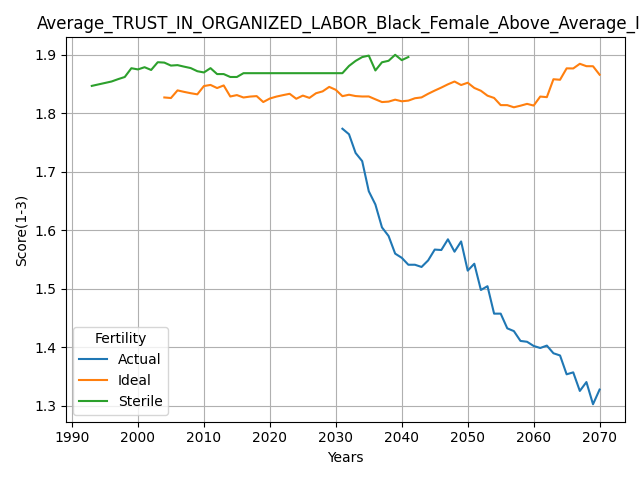 Average_TRUST_IN_ORGANIZED_LABOR_Black_Female_Above_Average_I
1.9
1.8
1.7
1.6
1.5
1.4
1.3
Score(1-3)
Fertility
Actual
Ideal
Sterile
1990 2000 2010 2020 2030 2040 2050 2060 2070
Years